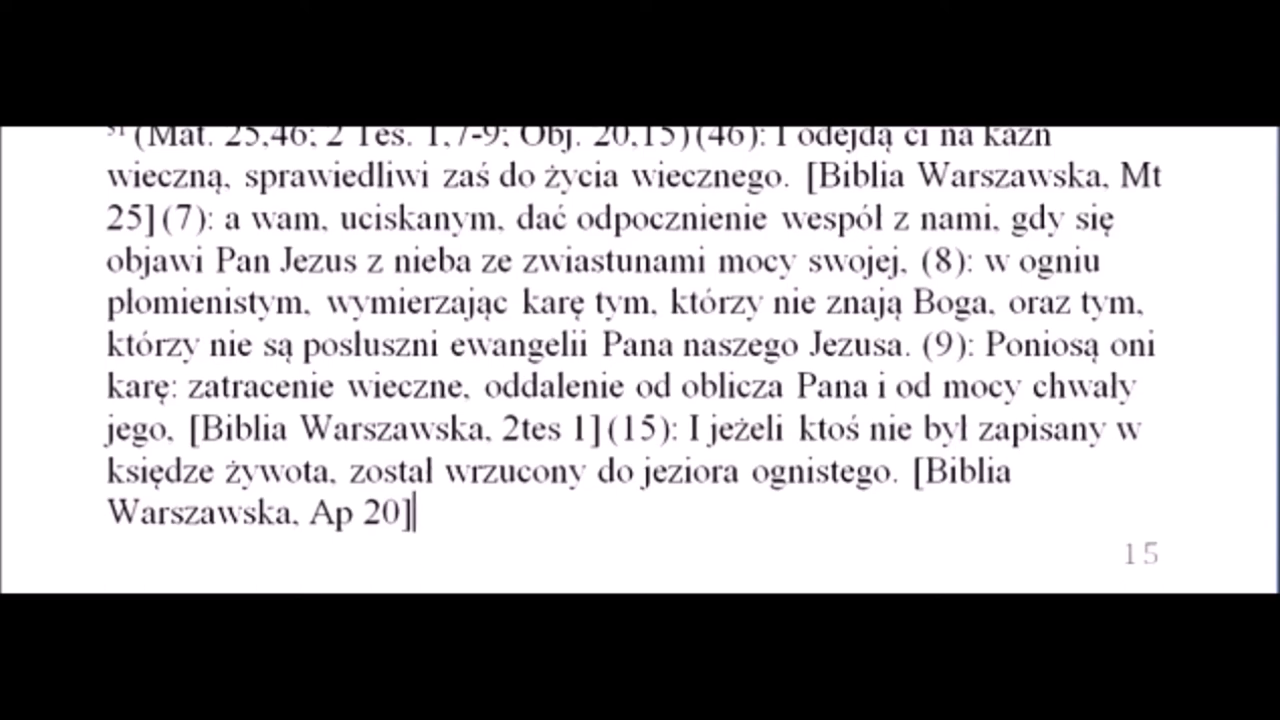 51 (Mat. 25,46; 2 Tes. 1,7-9; Obj. 20,15)(46): I odejdą ci na kaźń
wieczną, sprawiedliwi zaś do życia wiecznego. [Biblia Warszawska, Mt
25](7): a wam, uciskanym, dać odpocznienie wespół z nami, gdy się
objawi Pan Jezus z nieba ze zwiastunami mocy swojej, (8): w ogniu
płomienistym, wymierzając karę tym, którzy nie znają Boga, oraz tym,
którzy nie są posłuszni ewangelii Pana naszego Jezusa. (9): Poniosą oni
karę: zatracenie wieczne, oddalenie od oblicza Pana i od mocy chwały
jego, [Biblia Warszawska, 2tes 1](15): I jeżeli ktoś nie był zapisany w
księdze żywota, został wrzucony do jeziora ognistego. [Biblia
Warszawska, Ap 20]
15